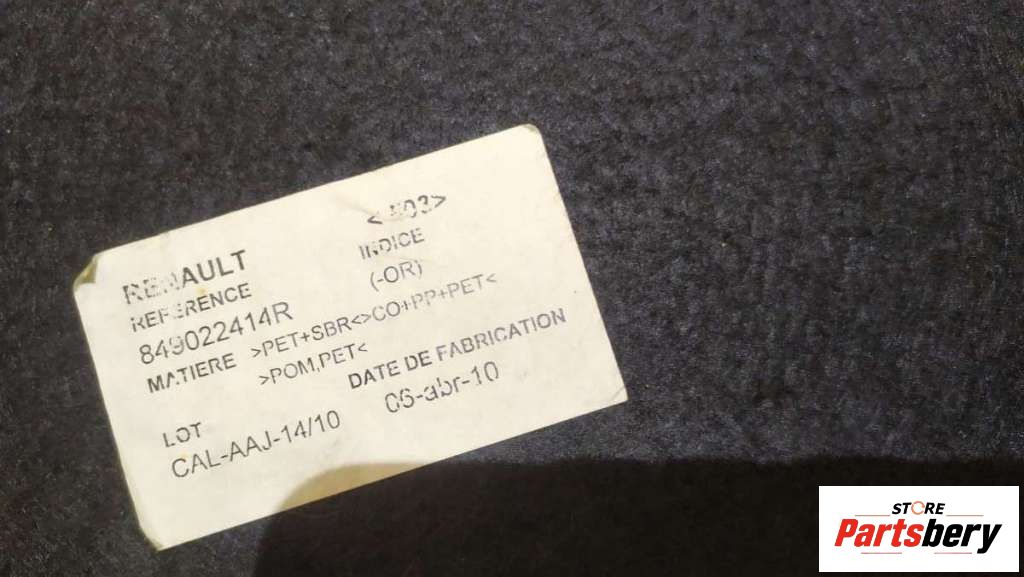 RENAULT
REFERENCE
849022414R
INDICE
(-OR)
MATIERE >PET+SBR<>CO+PP+PET<
>POM,PET<
LOT
CAL-AAJ-14/10
DATE DE FABRICATION
06-abr-10
STORE
Partsbery